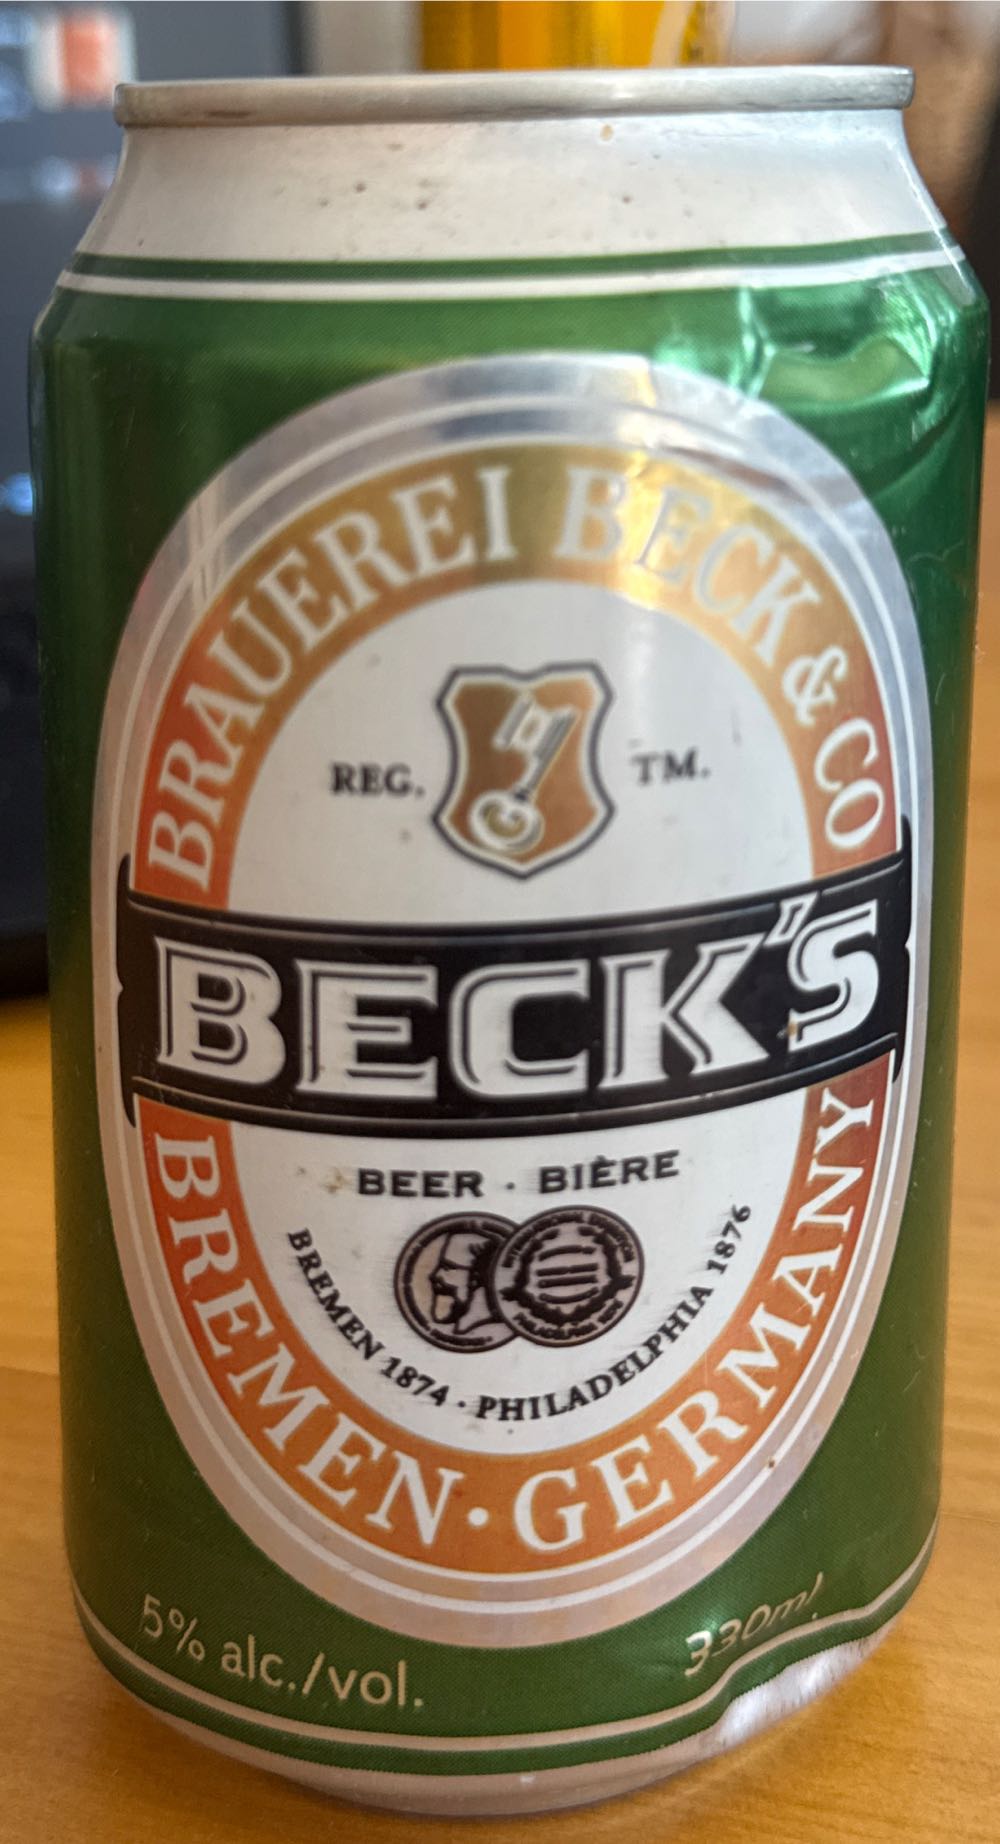 BRAUEREI BECK & CO
REG. TM.
BECK'S
BEER · BIÈRE
BREMEN 1874 · PHILADELPHIA 1876
BREMEN · GERMANY
5% alc./vol.
330ml